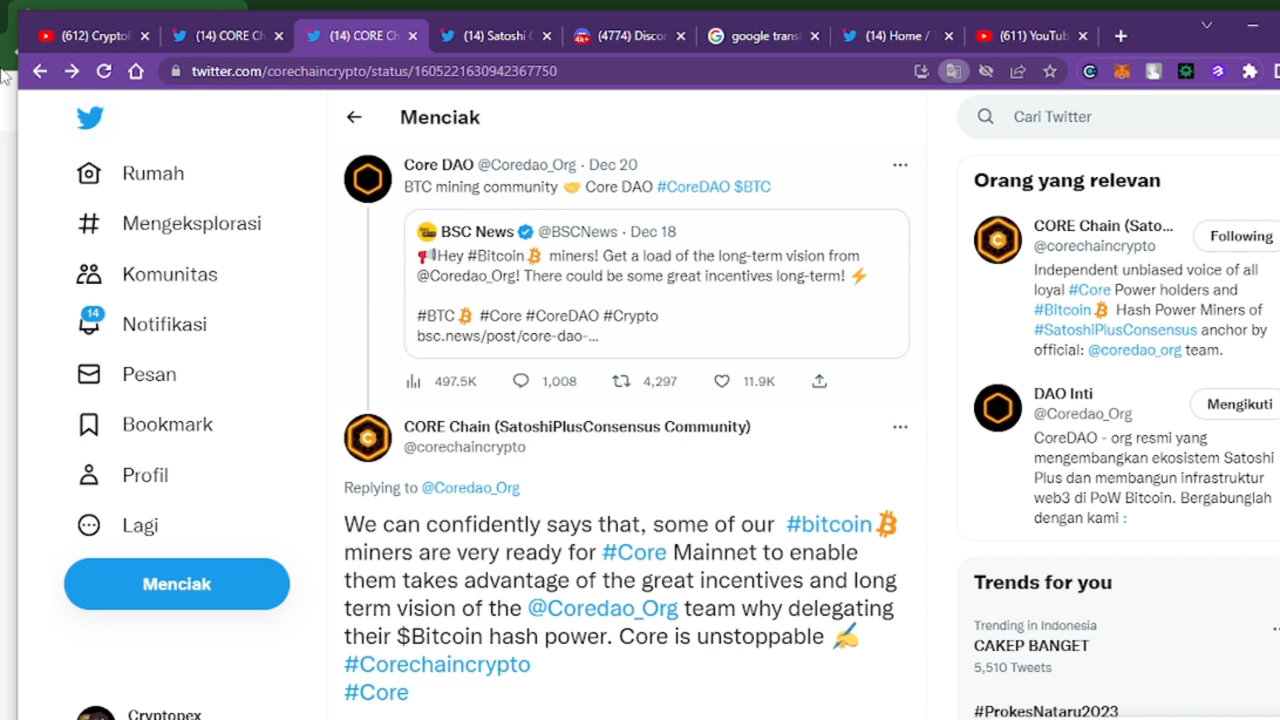 (612) Crypto
(14) CORE Ch
(14) CORE Ch
(14) Satoshi
(4774) Discor
google trans
(14) Home /
(611) YouTub
twitter.com/corechaincrypto/status/1605221630942367750
Rumah
Mengeksplorasi
Komunitas
14
Notifikasi
Pesan
Bookmark
Profil
Lagi
Menciak
Cryptopex
Menciak
Core DAO @Coredao_Org · Dec 20
BTC mining community 🤝 Core DAO #CoreDAO $BTC
BSC News @BSCNews · Dec 18
📢Hey #Bitcoin miners! Get a load of the long-term vision from
@Coredao_Org! There could be some great incentives long-term! ⚡
#BTC #Core #CoreDAO #Crypto
bsc.news/post/core-dao-...
497.5K 1,008 4,297 11.9K
CORE Chain (SatoshiPlusConsensus Community)
@corechaincrypto
Replying to @Coredao_Org
We can confidently says that, some of our #bitcoin
miners are very ready for #Core Mainnet to enable
them takes advantage of the great incentives and long
term vision of the @Coredao_Org team why delegating
their $Bitcoin hash power. Core is unstoppable ✍️
#Corechaincrypto
#Core
Cari Twitter
Orang yang relevan
CORE Chain (Sato...
@corechaincrypto
Following
Independent unbiased voice of all
loyal #Core Power holders and
#Bitcoin Hash Power Miners of
#SatoshiPlusConsensus anchor by
official: @coredao_org team.
DAO Inti
@Coredao_Org
Mengikuti
CoreDAO - org resmi yang
mengembangkan ekosistem Satoshi
Plus dan membangun infrastruktur
web3 di PoW Bitcoin. Bergabunglah
dengan kami :
Trends for you
Trending in Indonesia
CAKEP BANGET
5,510 Tweets
#ProkesNataru2023